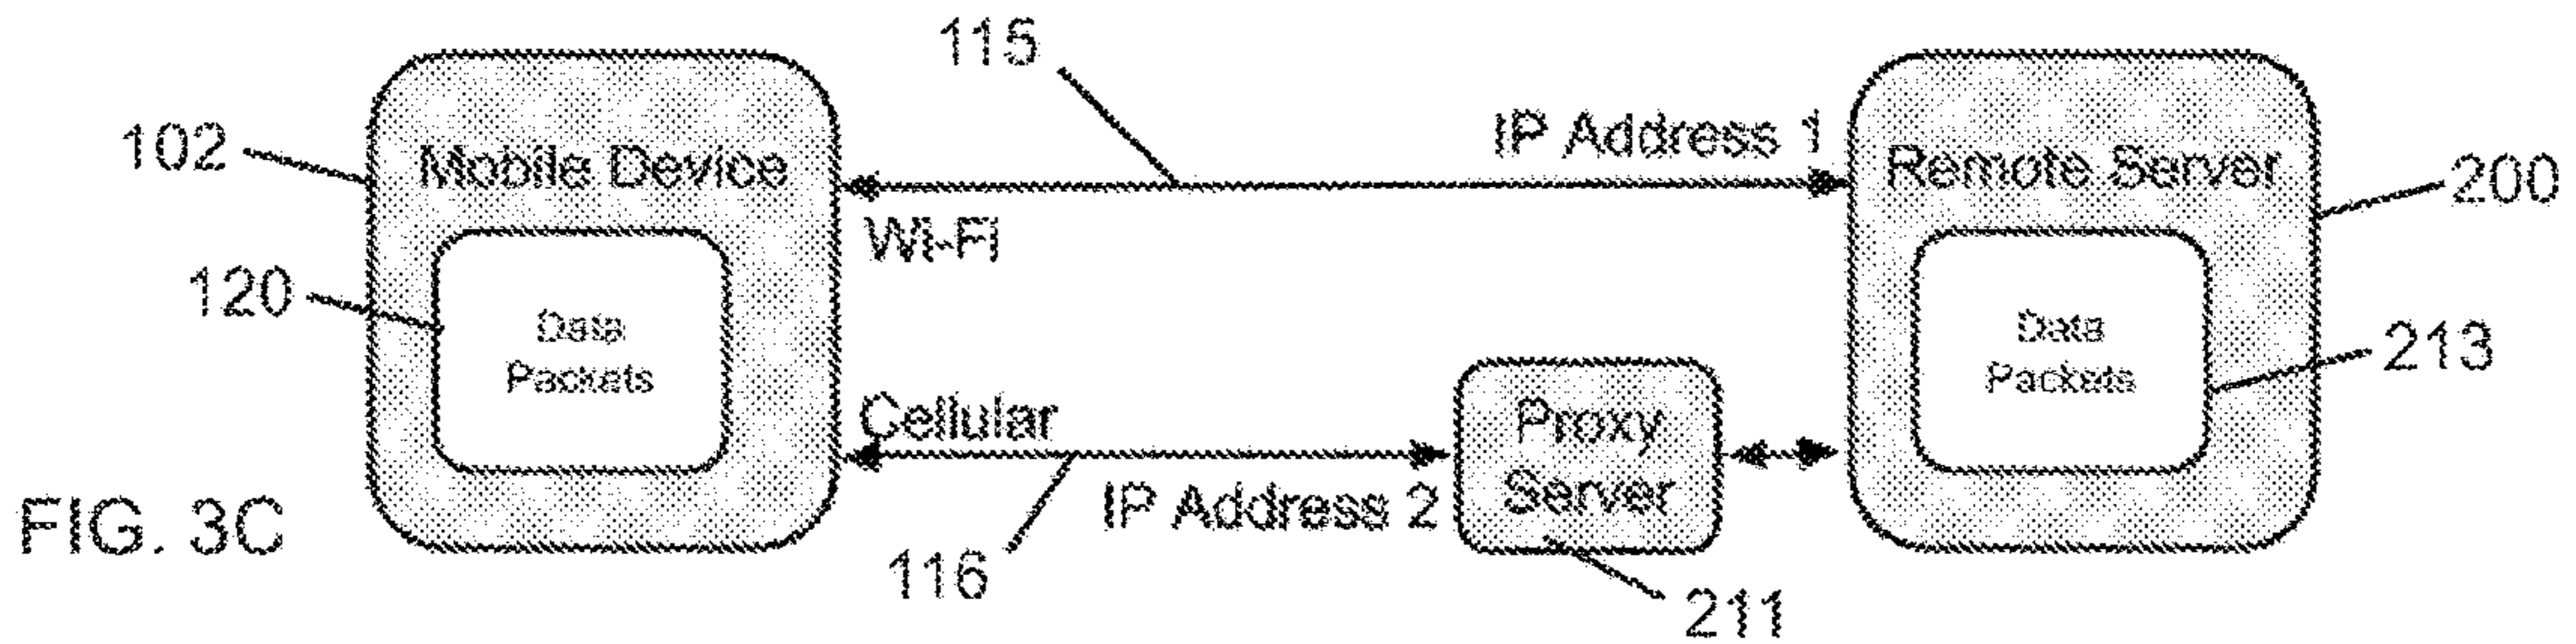 115
IP Address 1
102
Mobile Device
Remote Server
200
Wi-Fi
120
Data
Packets
Data
Packets
213
Cellular
Proxy
Server
IP Address 2
FIG. 3C
116
211